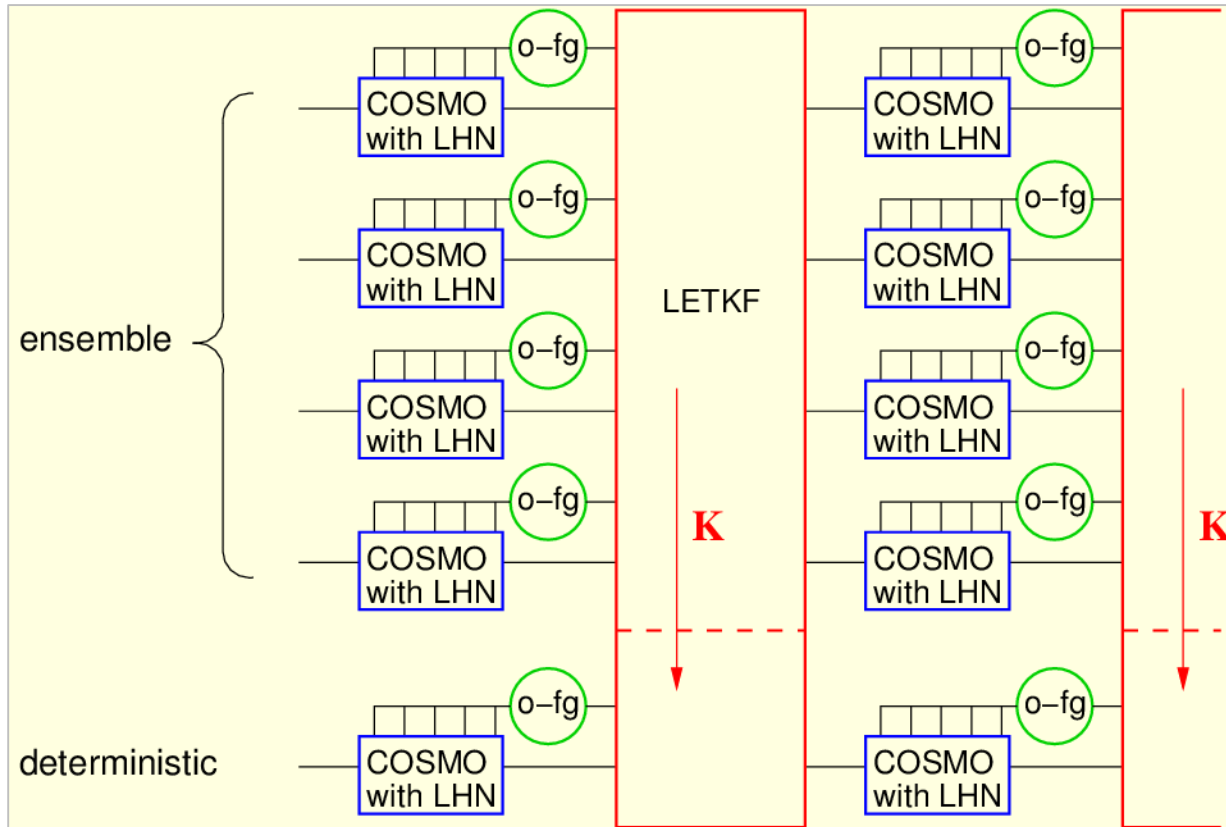 o–fg
o–fg
COSMO
with LHN
COSMO
with LHN
o–fg
o–fg
COSMO
with LHN
COSMO
with LHN
LETKF
ensemble
o–fg
o–fg
COSMO
with LHN
COSMO
with LHN
o–fg
o–fg
K
K
COSMO
with LHN
COSMO
with LHN
o–fg
o–fg
deterministic
COSMO
with LHN
COSMO
with LHN